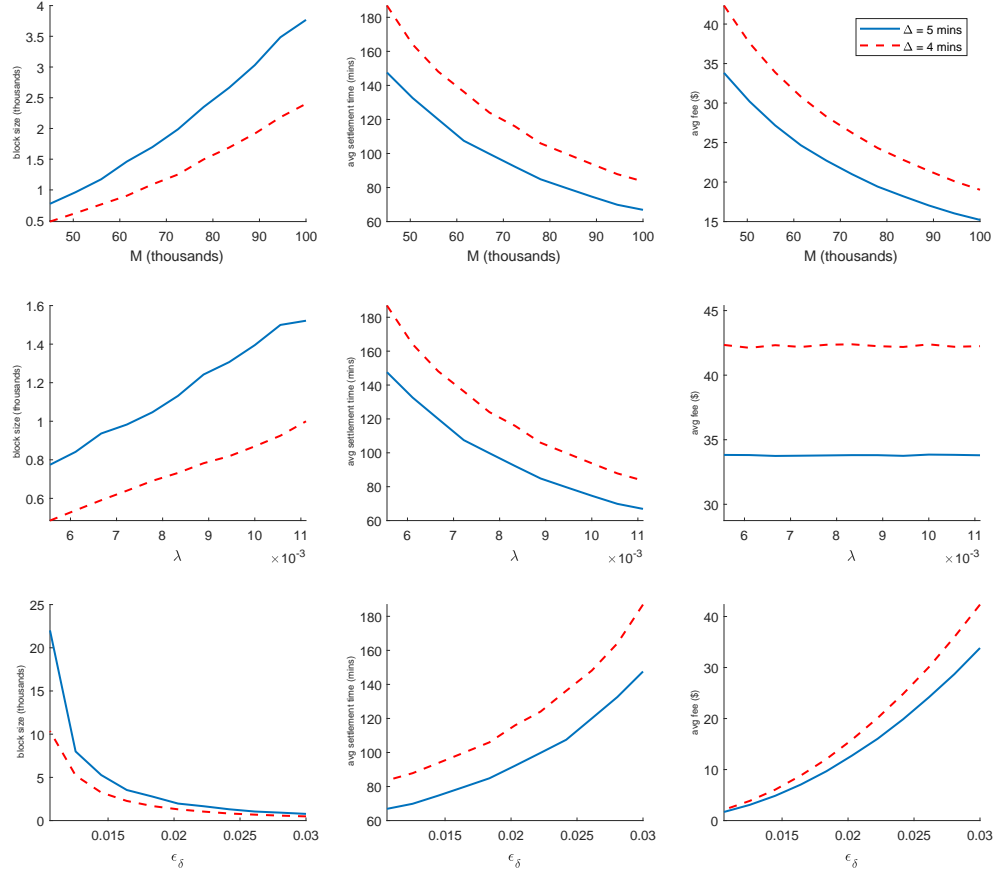 block size (thousands)
4
3.5
3
2.5
2
1.5
1
0.5
50 60 70 80 90 100
M (thousands)
avg settlement time (mins)
180
160
140
120
100
80
60
50 60 70 80 90 100
M (thousands)
avg fee ($)
40
35
30
25
20
15
50 60 70 80 90 100
M (thousands)
Δ = 5 mins
Δ = 4 mins
block size (thousands)
1.6
1.4
1.2
1
0.8
0.6
6 7 8 9 10 11
λ ×10⁻³
avg settlement time (mins)
180
160
140
120
100
80
60
6 7 8 9 10 11
λ ×10⁻³
avg fee ($)
45
40
35
30
6 7 8 9 10 11
λ ×10⁻³
block size (thousands)
25
20
15
10
5
0
0.015 0.02 0.025 0.03
ϵ_δ
avg settlement time (mins)
180
160
140
120
100
80
60
0.015 0.02 0.025 0.03
ϵ_δ
avg fee ($)
40
30
20
10
0
0.015 0.02 0.025 0.03
ϵ_δ